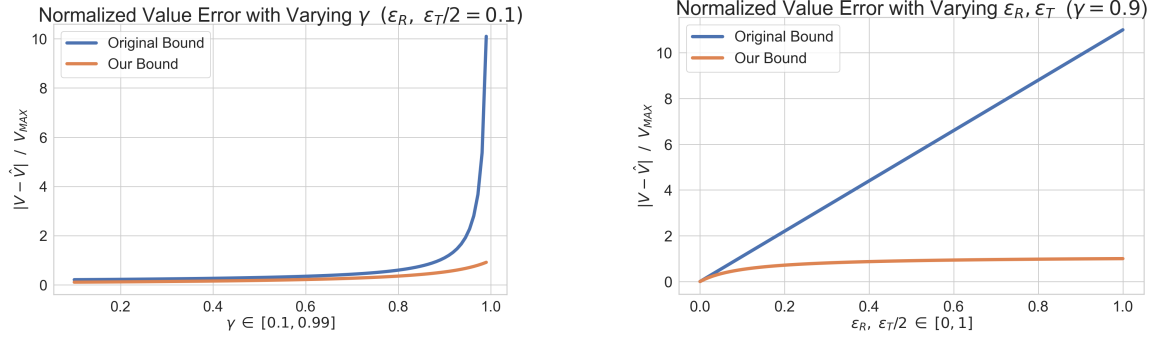 Normalized Value Error with Varying γ (ε_R, ε_T/2 = 0.1)
Original Bound
Our Bound
|V − V̂| / V_MAX
10
8
6
4
2
0
0.2 0.4 0.6 0.8 1.0
γ ∈ [0.1, 0.99]
Normalized Value Error with Varying ε_R, ε_T (γ = 0.9)
Original Bound
Our Bound
|V − V̂| / V_MAX
10
8
6
4
2
0
0.0 0.2 0.4 0.6 0.8 1.0
ε_R, ε_T/2 ∈ [0, 1]